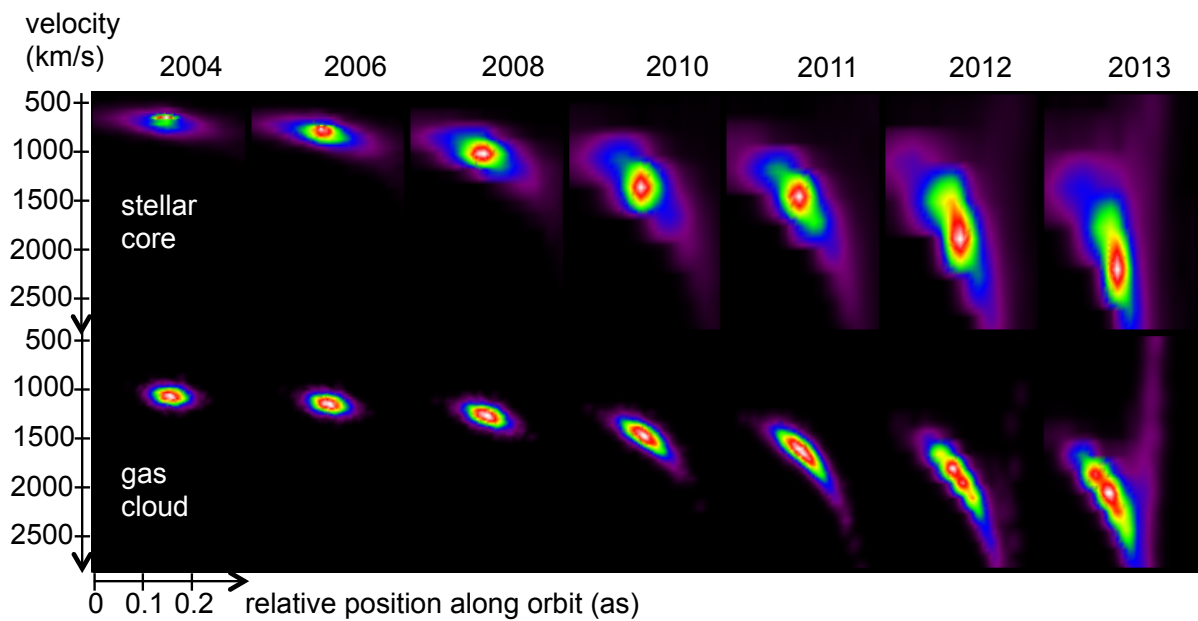 velocity
(km/s)
2004 2006 2008 2010 2011 2012 2013
500
1000
1500
2000
2500
stellar
core
500
1000
1500
2000
2500
gas
cloud
0 0.1 0.2 relative position along orbit (as)